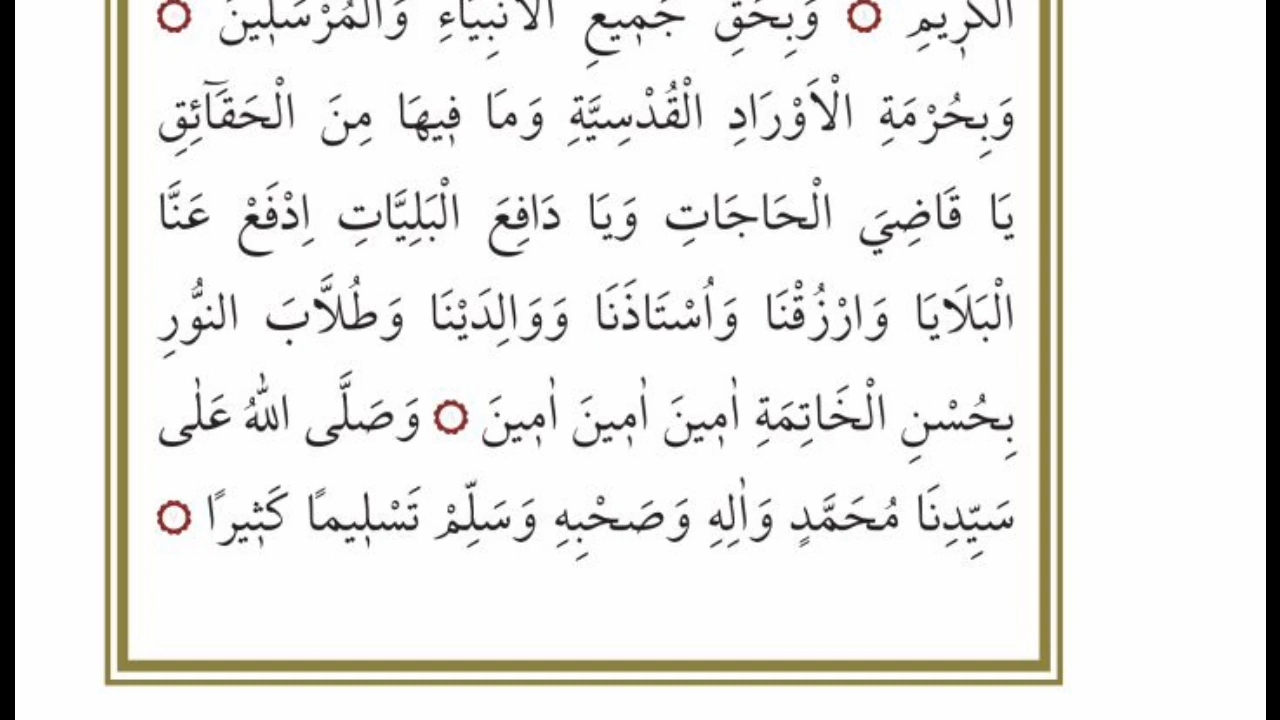 الْكَرٖيمِ ۞ وَبِحَقِّ جَمٖيعِ الْاَنْبِيَاءِ وَالْمُرْسَلٖينَ ۞
وَبِحُرْمَةِ الْاَوْرَادِ الْقُدْسِيَّةِ وَمَا فٖيهَا مِنَ الْحَقَٓائِقِ
يَا قَاضِيَ الْحَاجَاتِ وَيَا دَافِعَ الْبَلِيَّاتِ اِدْفَعْ عَنَّا
الْبَلَايَا وَارْزُقْنَا وَاُسْتَاذَنَا وَوَالِدَيْنَا وَطُلَّابَ النُّورِ
بِحُسْنِ الْخَاتِمَةِ اٰمٖينَ اٰمٖينَ اٰمٖينَ ۞ وَصَلَّى اللّٰهُ عَلٰى
سَيِّدِنَا مُحَمَّدٍ وَاٰلِهِ وَصَحْبِهِ وَسَلِّمْ تَسْلٖيمًا كَثٖيرًا ۞